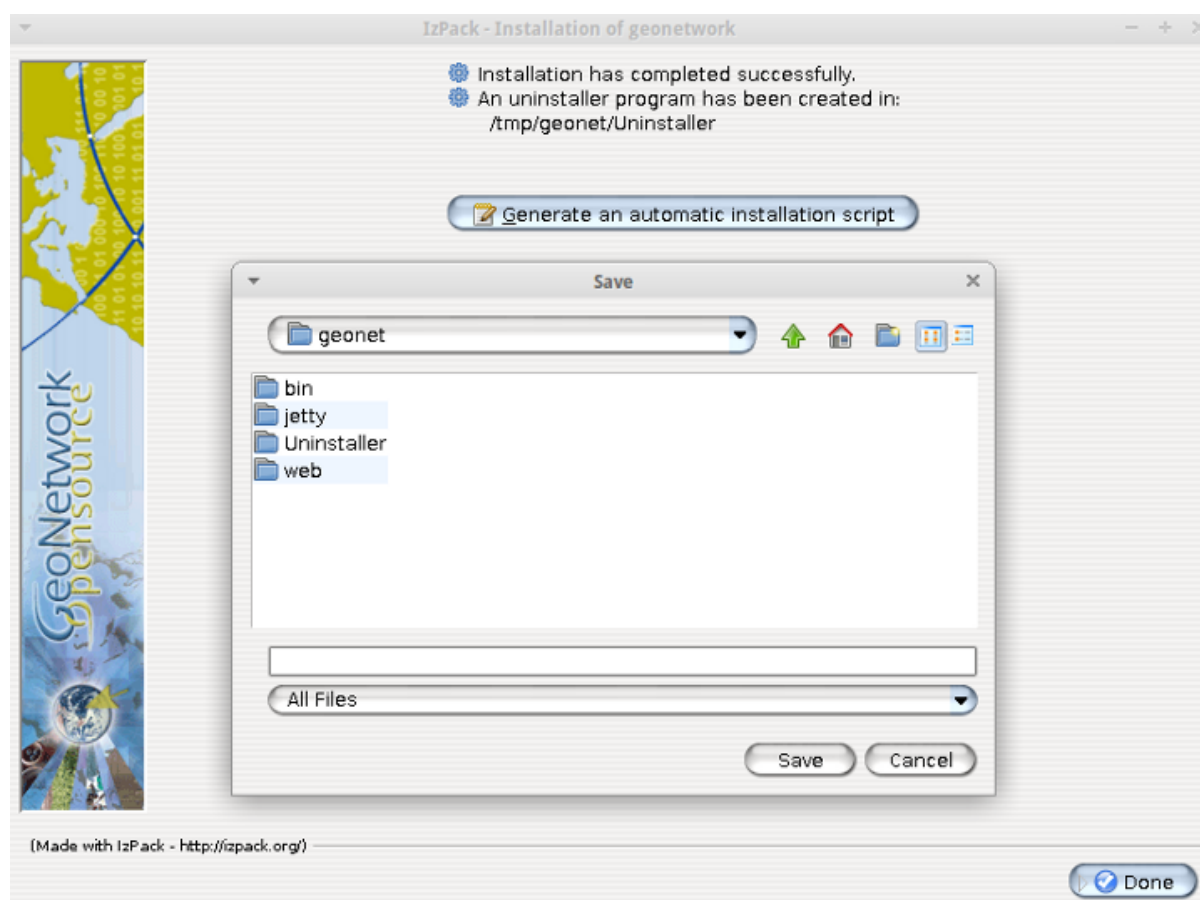 IzPack - Installation of geonetwork
Installation has completed successfully.
An uninstaller program has been created in:
/tmp/geonet/Uninstaller
Generate an automatic installation script
Save
geonet
bin
jetty
Uninstaller
web
All Files
Save
Cancel
GeoNetwork
Opensource
(Made with IzPack - http://izpack.org/)
Done